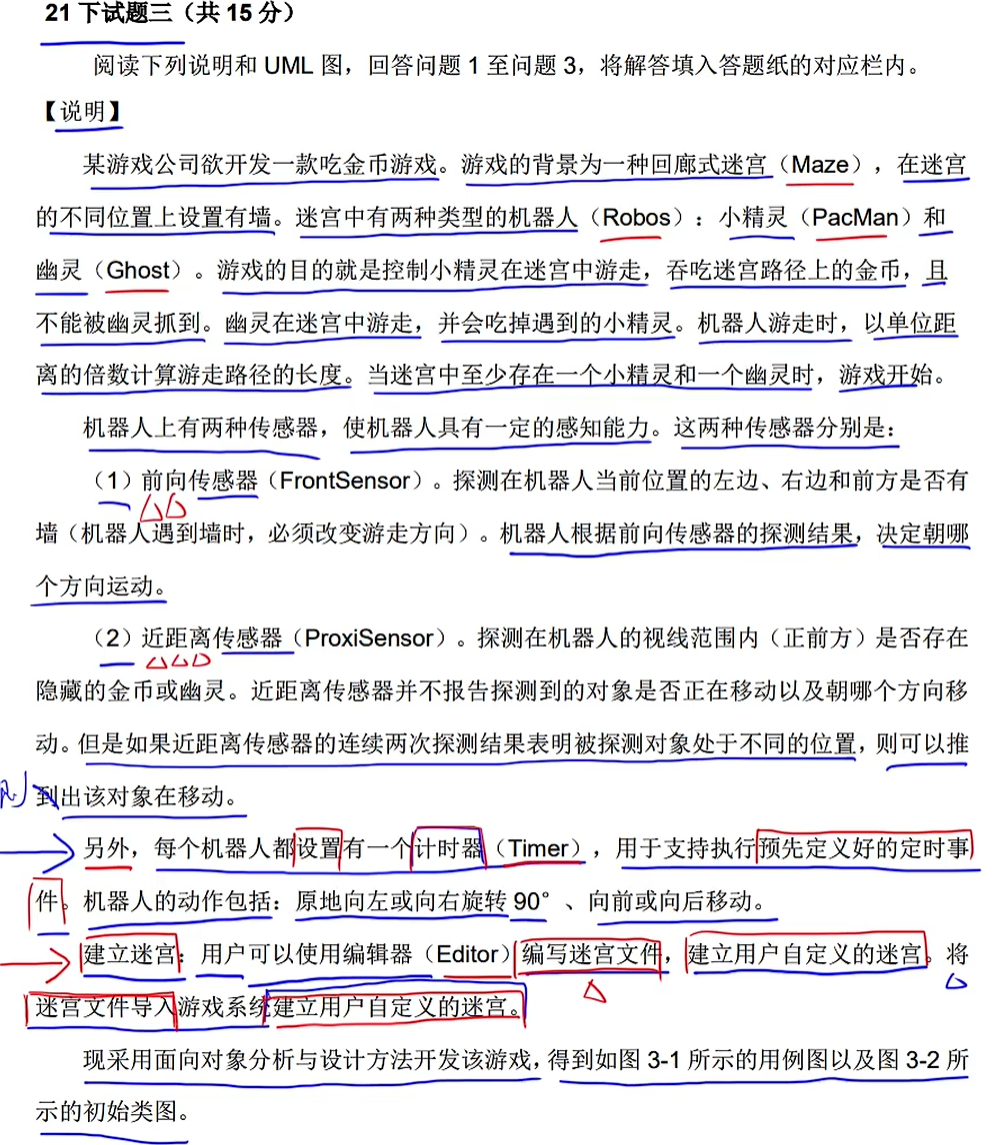 21 下试题三（共 15 分）
阅读下列说明和 UML 图，回答问题 1 至问题 3，将解答填入答题纸的对应栏内。
【说明】
某游戏公司欲开发一款吃金币游戏。游戏的背景为一种回廊式迷宫（Maze），在迷宫
的不同位置上设置有墙。迷宫中有两种类型的机器人（Robos）：小精灵（PacMan）和
幽灵（Ghost）。游戏的目的就是控制小精灵在迷宫中游走，吞吃迷宫路径上的金币，且
不能被幽灵抓到。幽灵在迷宫中游走，并会吃掉遇到的小精灵。机器人游走时，以单位距
离的倍数计算游走路径的长度。当迷宫中至少存在一个小精灵和一个幽灵时，游戏开始。
机器人上有两种传感器，使机器人具有一定的感知能力。这两种传感器分别是：
（1）前向传感器（FrontSensor）。探测在机器人当前位置的左边、右边和前方是否有
墙（机器人遇到墙时，必须改变游走方向）。机器人根据前向传感器的探测结果，决定朝哪
个方向运动。
（2）近距离传感器（ProxiSensor）。探测在机器人的视线范围内（正前方）是否存在
隐藏的金币或幽灵。近距离传感器并不报告探测到的对象是否正在移动以及朝哪个方向移
动。但是如果近距离传感器的连续两次探测结果表明被探测对象处于不同的位置，则可以推
到出该对象在移动。
另外，每个机器人都设置有一个计时器（Timer），用于支持执行预先定义好的定时事
件。机器人的动作包括：原地向左或向右旋转 90°、向前或向后移动。
建立迷宫：用户可以使用编辑器（Editor）编写迷宫文件，建立用户自定义的迷宫。将
迷宫文件导入游戏系统建立用户自定义的迷宫。
现采用面向对象分析与设计方法开发该游戏，得到如图 3-1 所示的用例图以及图 3-2 所
示的初始类图。